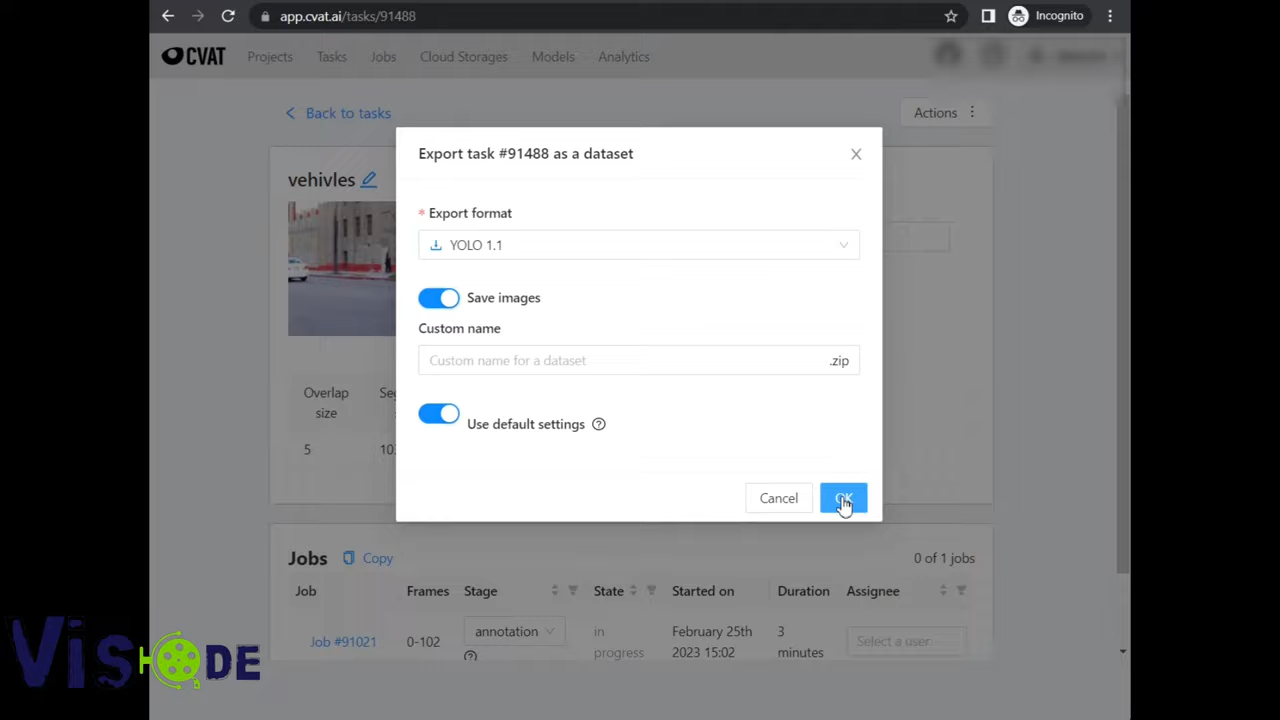 app.cvat.ai/tasks/91488
Incognito
CVAT
Projects
Tasks
Jobs
Cloud Storages
Models
Analytics
Back to tasks
Actions
Export task #91488 as a dataset
vehivles
* Export format
YOLO 1.1
Save images
Custom name
Custom name for a dataset
.zip
Overlap
size
5
Use default settings
Cancel
OK
Jobs
Copy
0 of 1 jobs
Job
Frames
Stage
State
Started on
Duration
Assignee
Job #91021
0-102
annotation
in
progress
February 25th
2023 15:02
3
minutes
Select a user
VisHODE